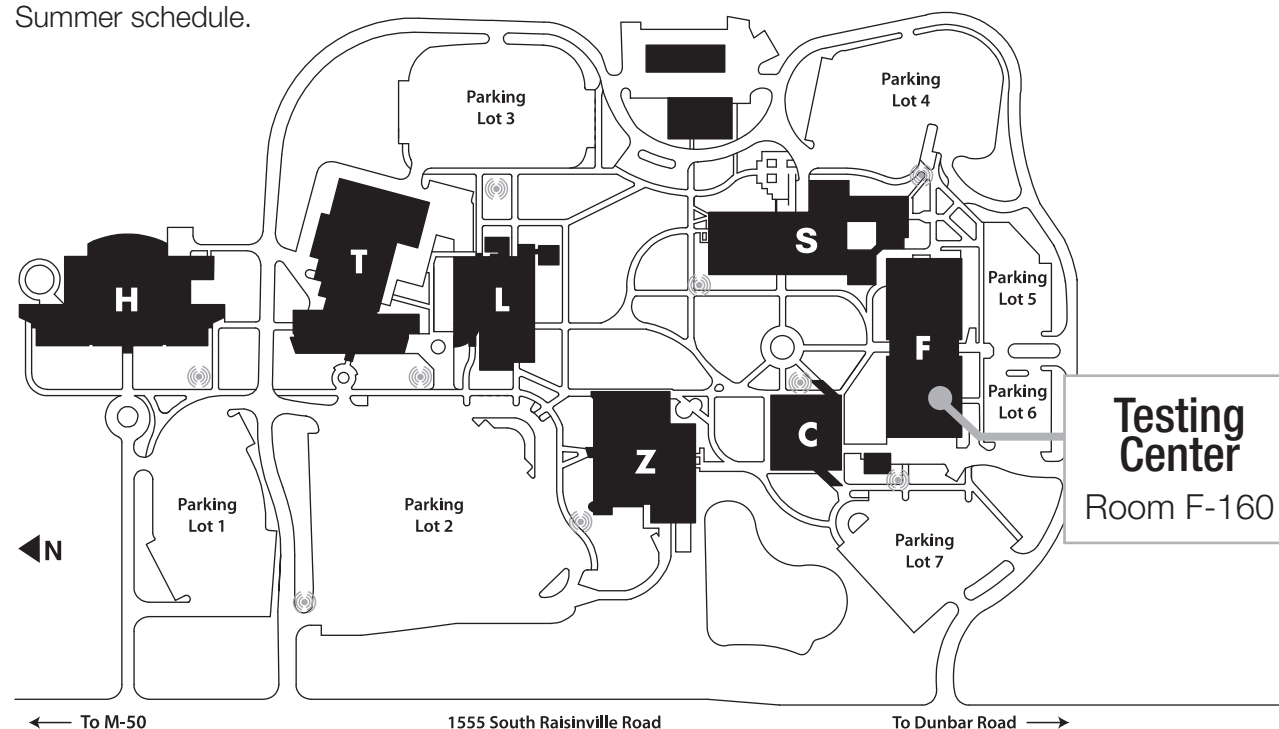 Summer schedule.
Parking
Lot 3
Parking
Lot 4
S
T
H
L
Parking
Lot 5
F
Parking
Lot 6
Testing
Center
Room F-160
C
Z
Parking
Lot 1
Parking
Lot 2
Parking
Lot 7
N
To M-50
1555 South Raisinville Road
To Dunbar Road